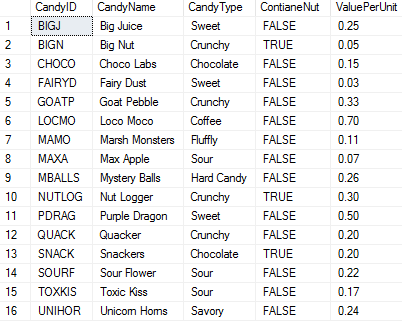 CandyID CandyName CandyType ContianeNut ValuePerUnit
1 BIGJ Big Juice Sweet FALSE 0.25
2 BIGN Big Nut Crunchy TRUE 0.05
3 CHOCO Choco Labs Chocolate FALSE 0.15
4 FAIRYD Fairy Dust Sweet FALSE 0.03
5 GOATP Goat Pebble Crunchy FALSE 0.33
6 LOCMO Loco Moco Coffee FALSE 0.70
7 MAMO Marsh Monsters Fluffly FALSE 0.11
8 MAXA Max Apple Sour FALSE 0.07
9 MBALLS Mystery Balls Hard Candy FALSE 0.26
10 NUTLOG Nut Logger Crunchy TRUE 0.30
11 PDRAG Purple Dragon Sweet FALSE 0.50
12 QUACK Quacker Crunchy FALSE 0.20
13 SNACK Snackers Chocolate TRUE 0.20
14 SOURF Sour Flower Sour FALSE 0.22
15 TOXKIS Toxic Kiss Sour FALSE 0.17
16 UNIHOR Unicorn Horns Savory FALSE 0.24